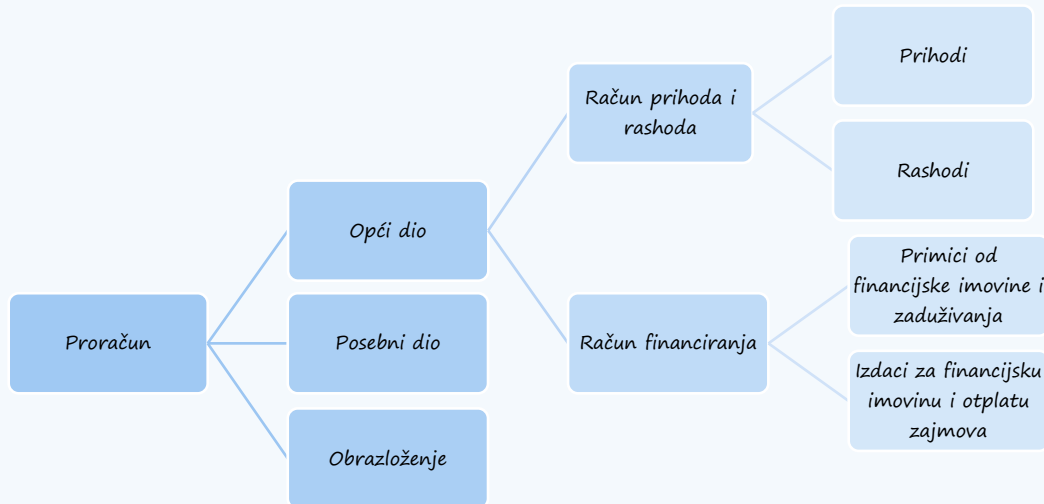 Proračun
Opći dio
Posebni dio
Obrazloženje
Račun prihoda i
rashoda
Račun financiranja
Prihodi
Rashodi
Primici od
financijske imovine i
zaduživanja
Izdaci za financijsku
imovinu i otplatu
zajmova